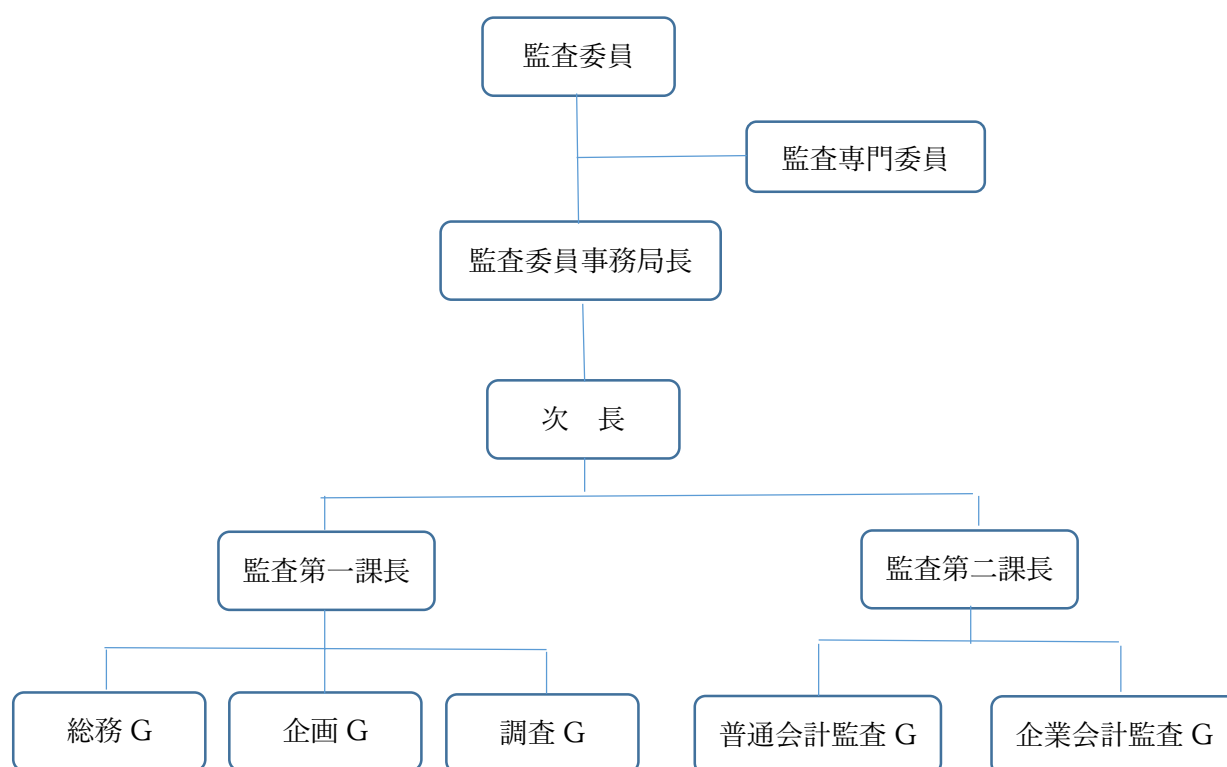 監査委員
監査専門委員
監査委員事務局長
次　長
監査第一課長
監査第二課長
総務 G
企画 G
調査 G
普通会計監査 G
企業会計監査 G